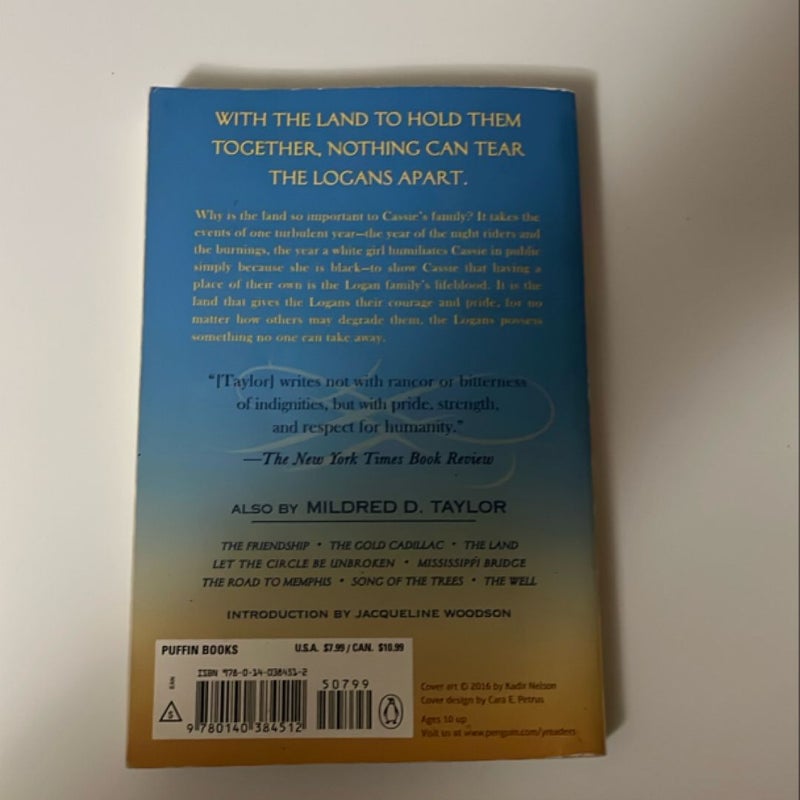 WITH THE LAND TO HOLD THEM
TOGETHER, NOTHING CAN TEAR
THE LOGANS APART.
Why is the land so important to Cassie's family? It takes the
events of one turbulent year—the year of the night riders and
the burnings, the year a white girl humiliates Cassie in public
simply because she is black—to show Cassie that having a
place of their own is the Logan family's lifeblood. It is the
land that gives the Logans their courage and pride, for no
matter how others may degrade them, the Logans possess
something no one can take away.
"[Taylor] writes not with rancor or bitterness
of indignities, but with pride, strength,
and respect for humanity."
—The New York Times Book Review
ALSO BY MILDRED D. TAYLOR
THE FRIENDSHIP • THE GOLD CADILLAC • THE LAND
LET THE CIRCLE BE UNBROKEN • MISSISSIPPI BRIDGE
THE ROAD TO MEMPHIS • SONG OF THE TREES • THE WELL
INTRODUCTION BY JACQUELINE WOODSON
PUFFIN BOOKS U.S.A. $7.99 / CAN. $10.99
ISBN 978-0-14-038451-2
50799
EAN
S
9 780140 384512
Cover art © 2016 by Kadir Nelson
Cover design by Cara E. Petrus
Ages 10 up
Visit us at www.penguin.com/yreaders